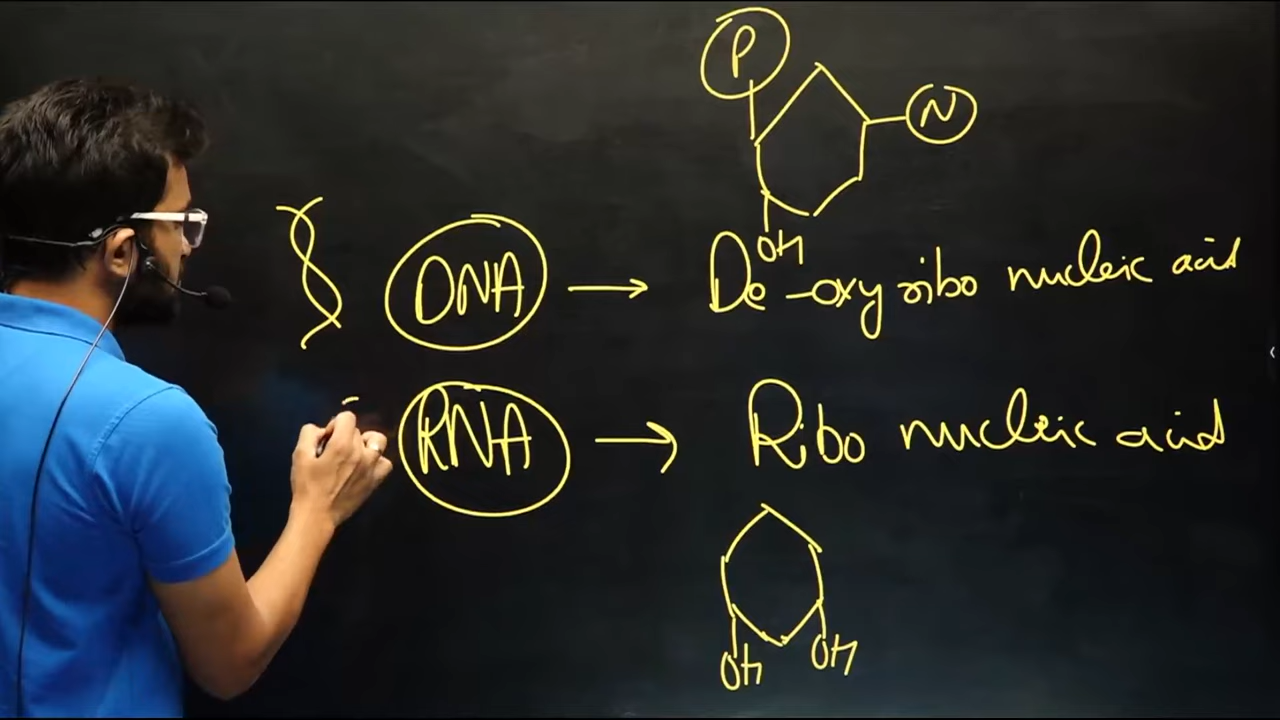 P
N
OH
DNA → De-oxy ribo nucleic acid
RNA → Ribo nucleic acid
OH OH